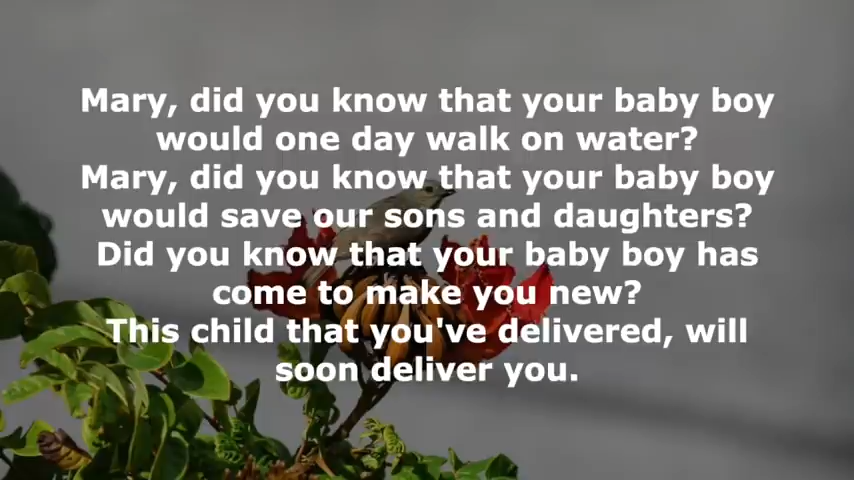 Mary, did you know that your baby boy
would one day walk on water?
Mary, did you know that your baby boy
would save our sons and daughters?
Did you know that your baby boy has
come to make you new?
This child that you've delivered, will
soon deliver you.